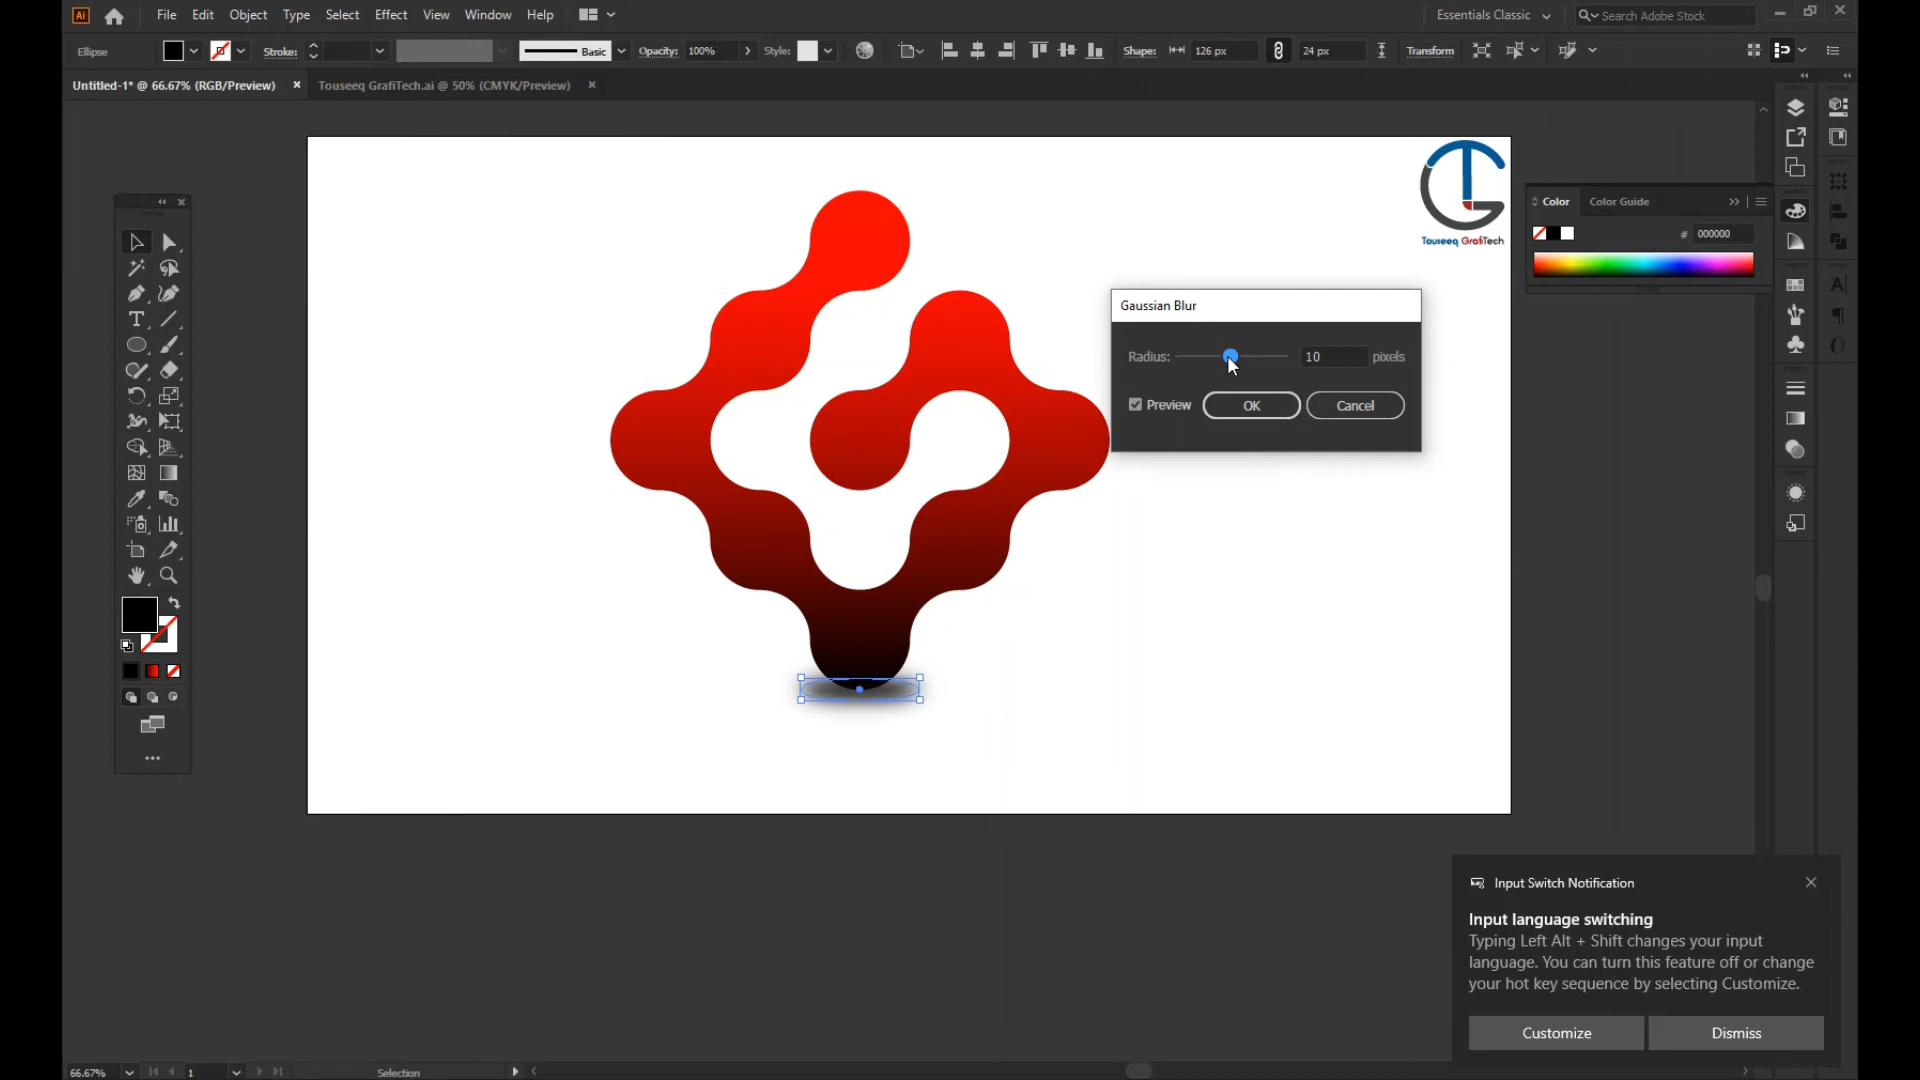 Ai File Edit Object Type Select Effect View Window Help Essentials Classic Search Adobe Stock
Ellipse Stroke: Basic Opacity: 100% Style: Shape: 126 px 24 px Transform
Untitled-1* @ 66.67% (RGB/Preview) Touseeq GrafiTech.ai @ 50% (CMYK/Preview)
Touseeq GrafiTech
Color Color Guide
# 000000
Gaussian Blur
Radius: 10 pixels
Preview OK Cancel
Input Switch Notification
Input language switching
Typing Left Alt + Shift changes your input
language. You can turn this feature off or change
your hot key sequence by selecting Customize.
Customize Dismiss
66.67% 1 Selection